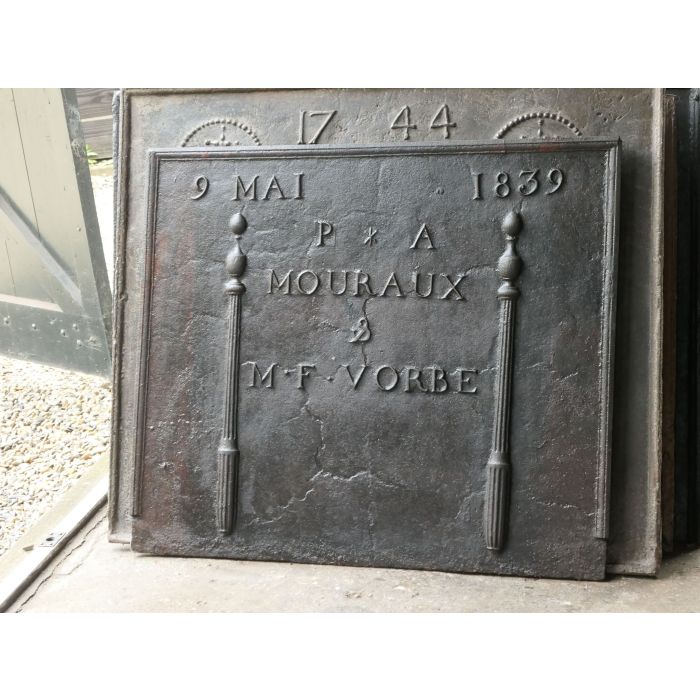 17 44
9 MAI 1839
P * A
MOURAUX
&
M·F·VORBE